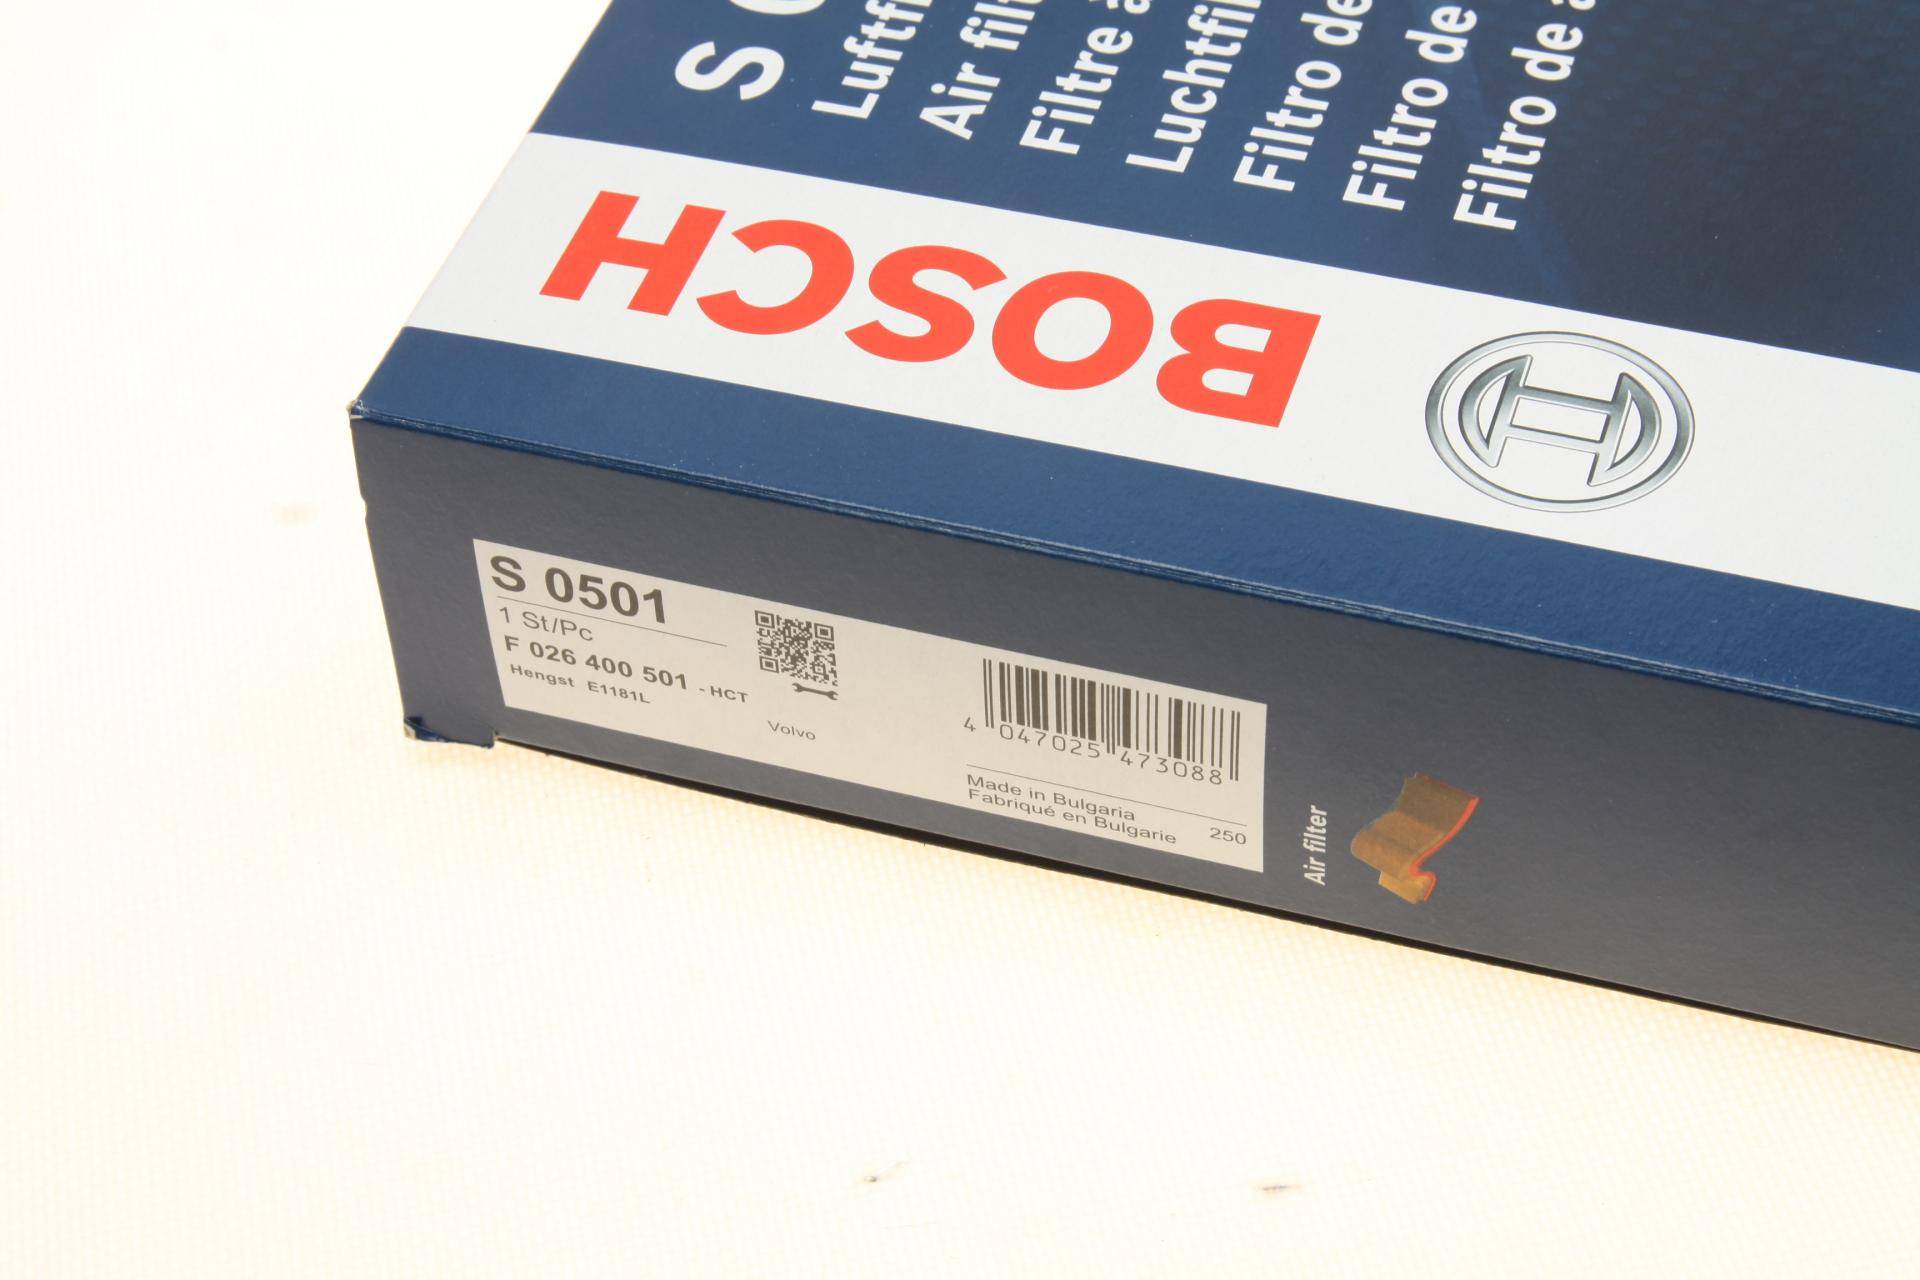 S
Luftfi
Air filt
Filtre à
Luchtfil
Filtro de
Filtro de
Filtro de a
BOSCH
S 0501
1 St/Pc
F 026 400 501 - HCT
Hengst E1181L
Volvo
4 047025 473088
Made in Bulgaria
Fabriqué en Bulgarie 250
Air filter